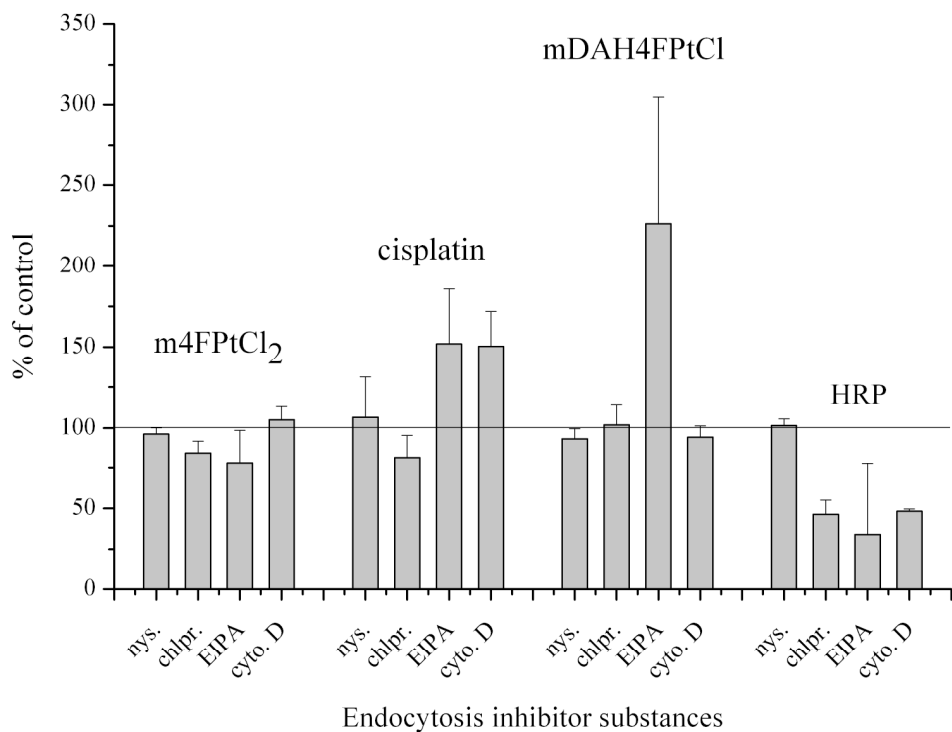 350
300
250
200
150
100
50
0
% of control
m4FPtCl2
cisplatin
mDAH4FPtCl
HRP
nys.
chlpr.
EIPA
cyto. D
nys.
chlpr.
EIPA
cyto. D
nys.
chlpr.
EIPA
cyto. D
nys.
chlpr.
EIPA
cyto. D
Endocytosis inhibitor substances